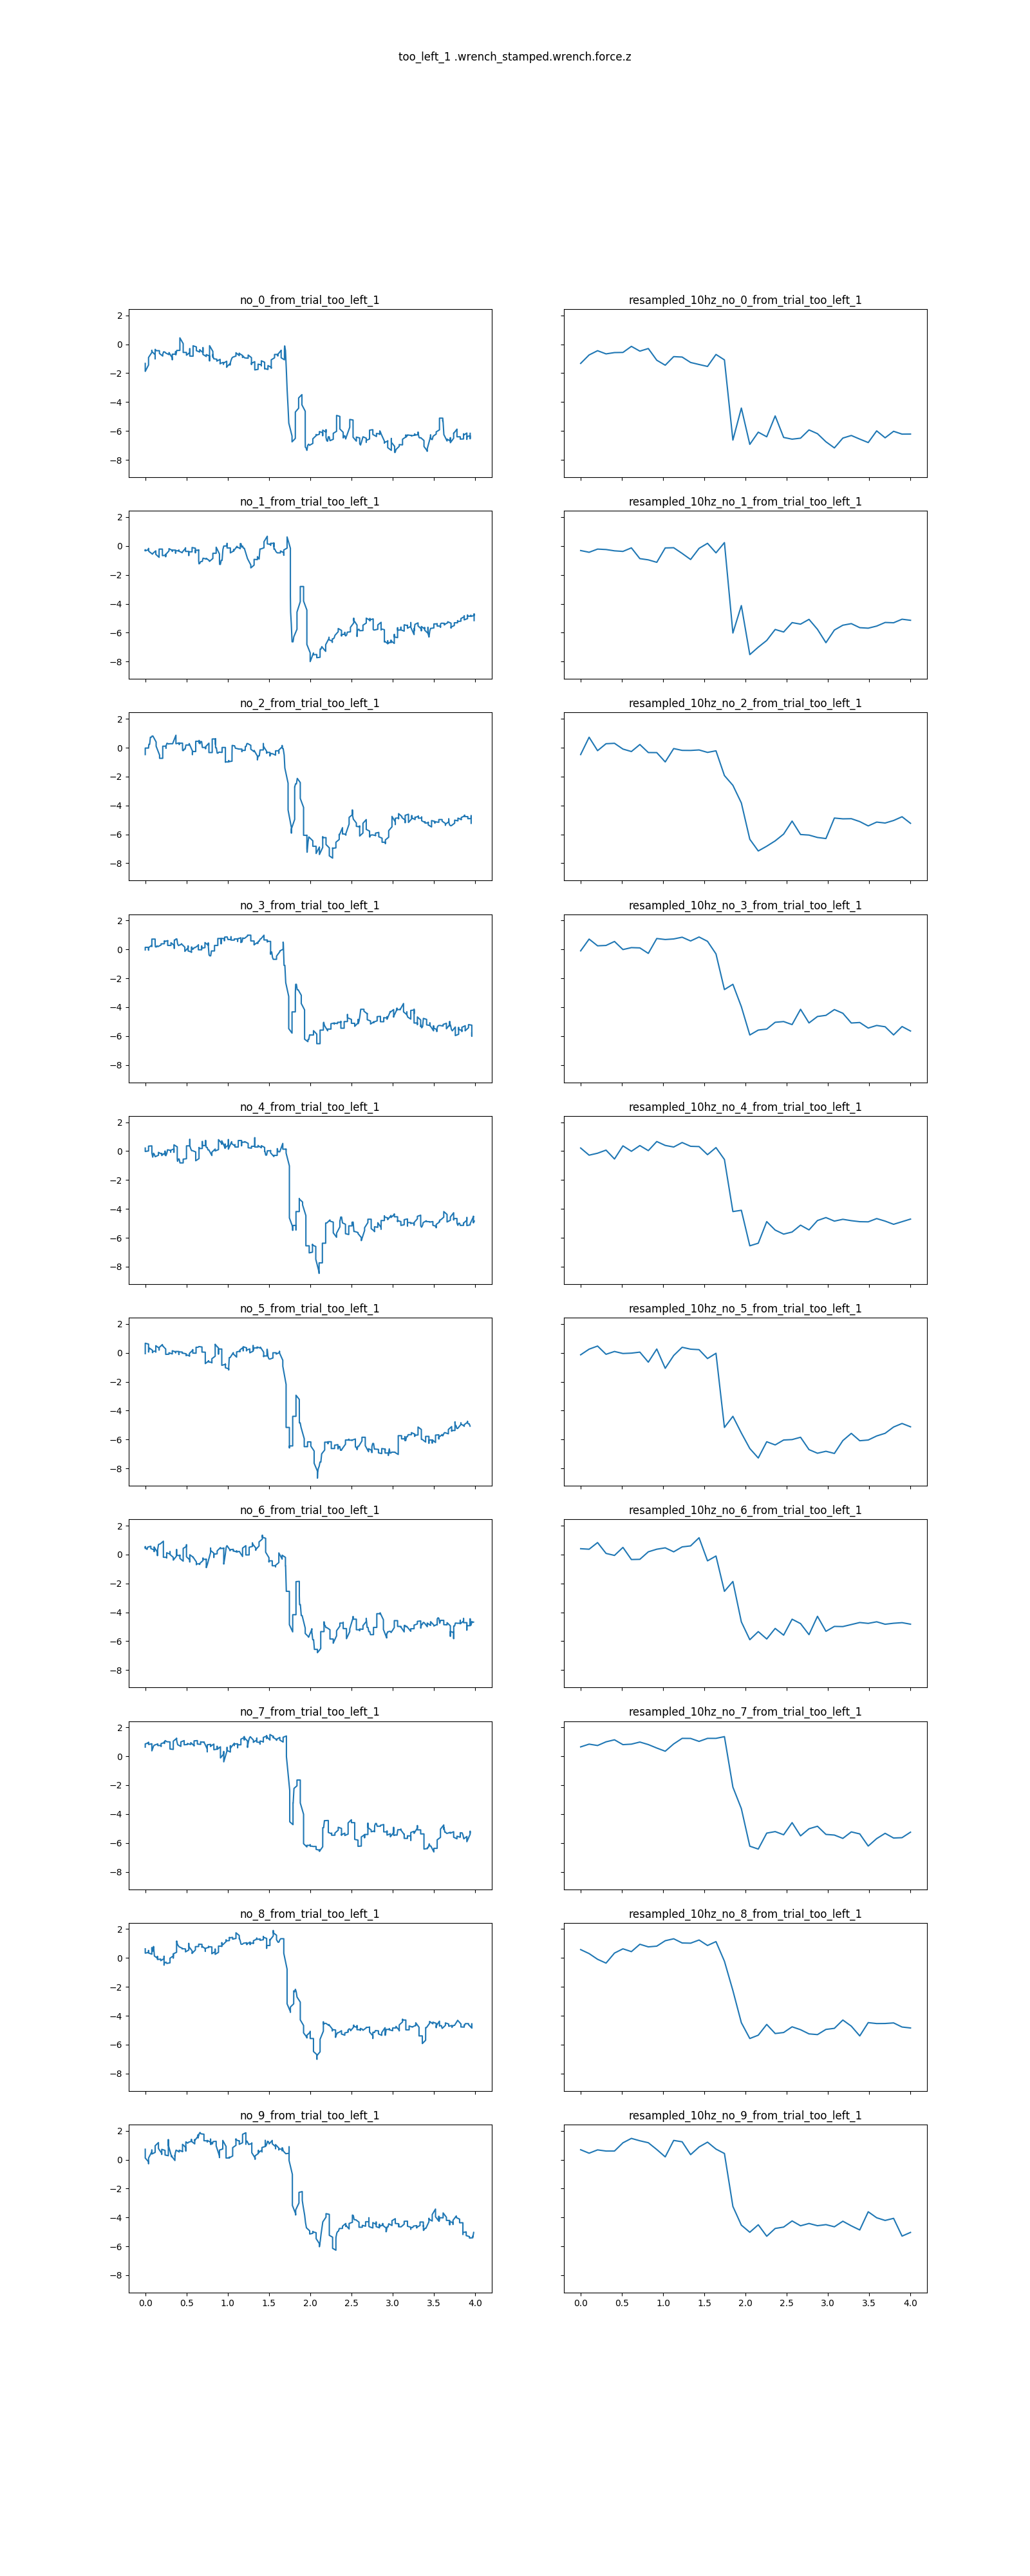 too_left_1 .wrench_stamped.wrench.force.z
no_0_from_trial_too_left_1
resampled_10hz_no_0_from_trial_too_left_1
2
0
−2
−4
−6
−8
no_1_from_trial_too_left_1
resampled_10hz_no_1_from_trial_too_left_1
2
0
−2
−4
−6
−8
no_2_from_trial_too_left_1
resampled_10hz_no_2_from_trial_too_left_1
2
0
−2
−4
−6
−8
no_3_from_trial_too_left_1
resampled_10hz_no_3_from_trial_too_left_1
2
0
−2
−4
−6
−8
no_4_from_trial_too_left_1
resampled_10hz_no_4_from_trial_too_left_1
2
0
−2
−4
−6
−8
no_5_from_trial_too_left_1
resampled_10hz_no_5_from_trial_too_left_1
2
0
−2
−4
−6
−8
no_6_from_trial_too_left_1
resampled_10hz_no_6_from_trial_too_left_1
2
0
−2
−4
−6
−8
no_7_from_trial_too_left_1
resampled_10hz_no_7_from_trial_too_left_1
2
0
−2
−4
−6
−8
no_8_from_trial_too_left_1
resampled_10hz_no_8_from_trial_too_left_1
2
0
−2
−4
−6
−8
no_9_from_trial_too_left_1
resampled_10hz_no_9_from_trial_too_left_1
2
0
−2
−4
−6
−8
0.0 0.5 1.0 1.5 2.0 2.5 3.0 3.5 4.0
0.0 0.5 1.0 1.5 2.0 2.5 3.0 3.5 4.0